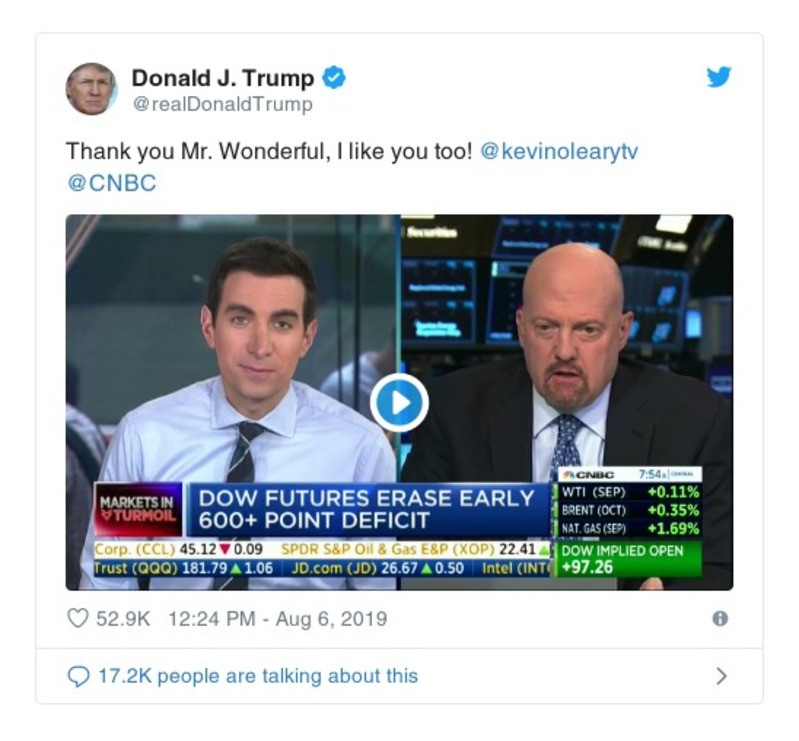 Donald J. Trump
@realDonaldTrump
Thank you Mr. Wonderful, I like you too! @kevinolearytv
@CNBC
Securities
MARKETS IN
TURMOIL
DOW FUTURES ERASE EARLY
600+ POINT DEFICIT
CNBC 7:54A CENTRAL
WTI (SEP) +0.11%
BRENT (OCT) +0.35%
NAT. GAS (SEP) +1.69%
DOW IMPLIED OPEN
+97.26
Corp. (CCL) 45.12 ▼ 0.09 SPDR S&P Oil & Gas E&P (XOP) 22.41 ▲
Trust (QQQ) 181.79 ▲ 1.06 JD.com (JD) 26.67 ▲ 0.50 Intel (INT
52.9K 12:24 PM - Aug 6, 2019
17.2K people are talking about this